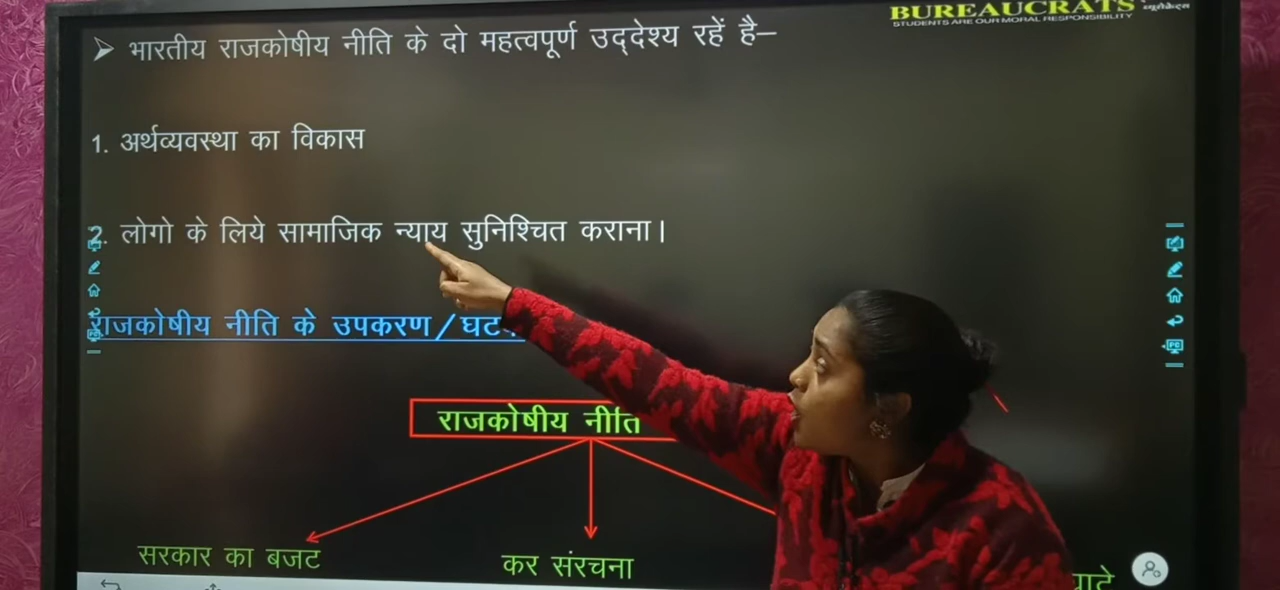 BUREAUCRATS
STUDENTS ARE OUR MORAL RESPONSIBILITY
➢ भारतीय राजकोषीय नीति के दो महत्वपूर्ण उद्देश्य रहें है–
1. अर्थव्यवस्था का विकास
2. लोगो के लिये सामाजिक न्याय सुनिश्चित कराना।
राजकोषीय नीति के उपकरण/
राजकोषीय नीति
सरकार का बजट
कर संरचना